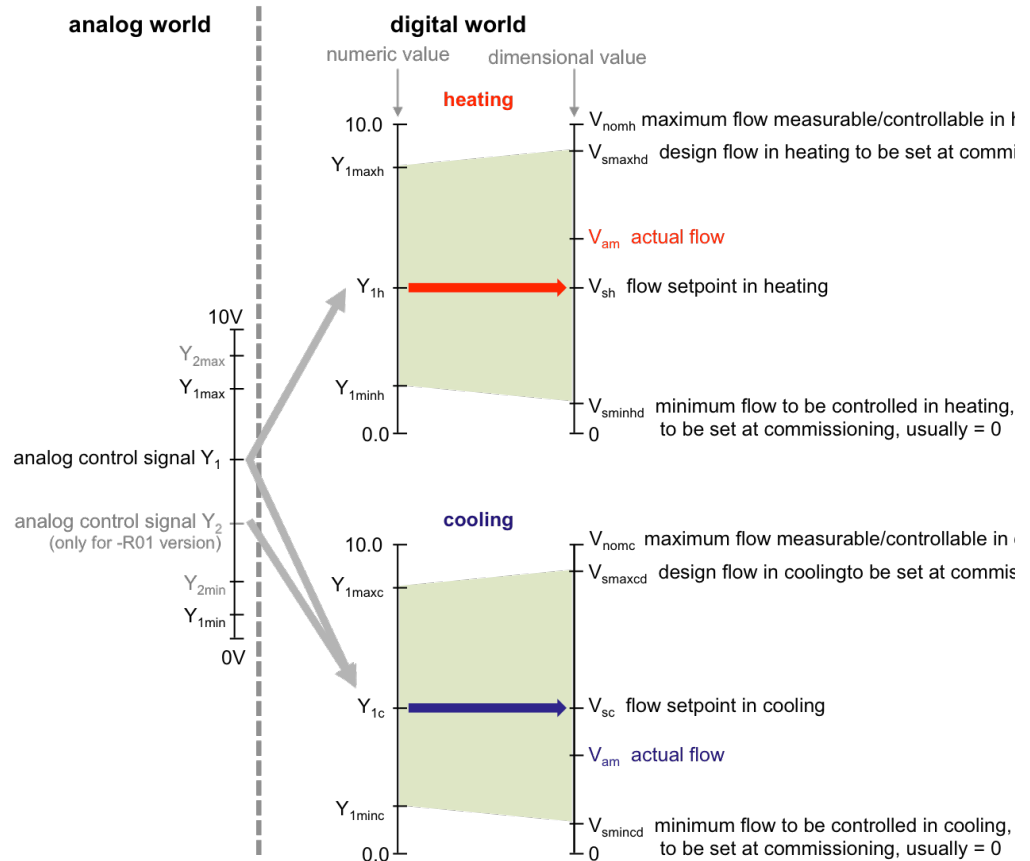 analog world
digital world
numeric value
dimensional value
heating
10.0
Vnomh maximum flow measurable/controllable in
Y1maxh
Vsmaxhd design flow in heating to be set at
Vam actual flow
Y1h
Vsh flow setpoint in heating
10V
Y2max
Y1max
Y1minh
Vsminhd minimum flow to be controlled in heating,
to be set at commissioning, usually = 0
0.0
0
analog control signal Y1
analog control signal Y2
(only for -R01 version)
Y2min
Y1min
0V
cooling
10.0
Vnomc maximum flow measurable/controllable in
Y1maxc
Vsmaxcd design flow in coolingto be set at
Y1c
Vsc flow setpoint in cooling
Vam actual flow
Y1minc
Vsmincd minimum flow to be controlled in cooling,
to be set at commissioning, usually = 0
0.0
0